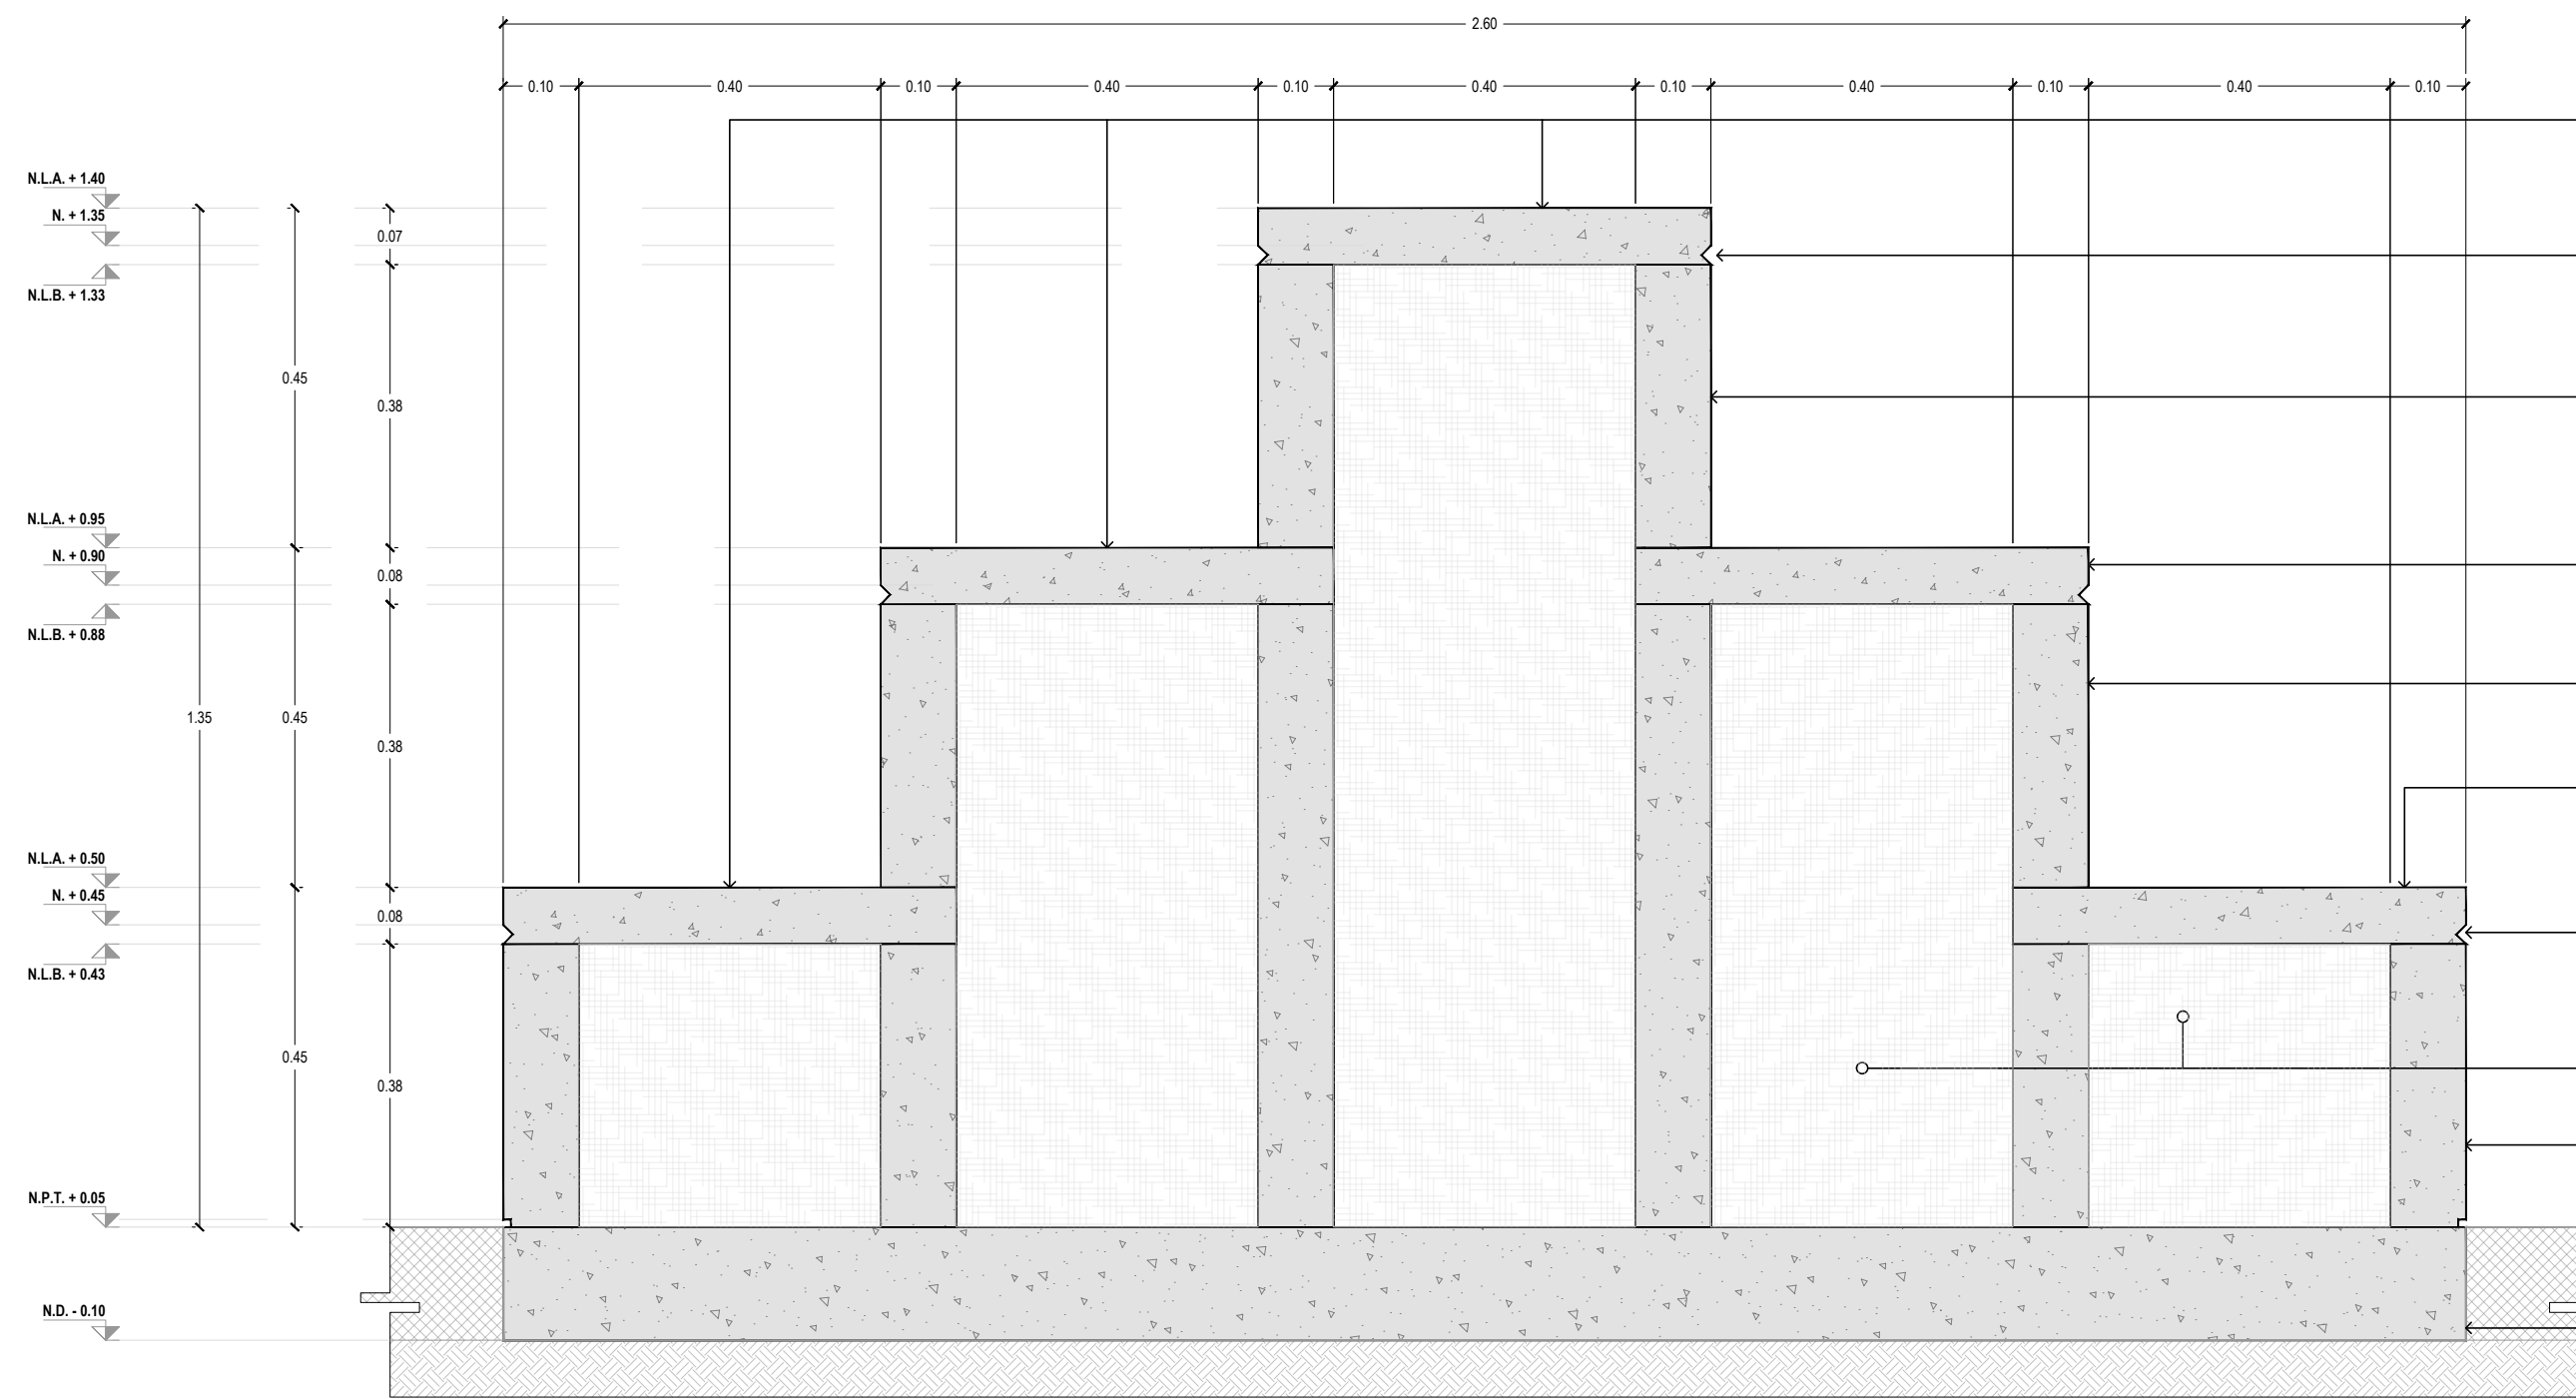 2.60
0.10 0.40 0.10 0.40 0.10 0.40 0.10 0.40 0.10 0.40 0.10
N.L.A. + 1.40
N. + 1.35
0.07
N.L.B. + 1.33
0.45
0.38
N.L.A. + 0.95
N. + 0.90
0.08
N.L.B. + 0.88
1.35
0.45
0.38
N.L.A. + 0.50
N. + 0.45
0.08
N.L.B. + 0.43
0.45
0.38
N.P.T. + 0.05
N.D. - 0.10